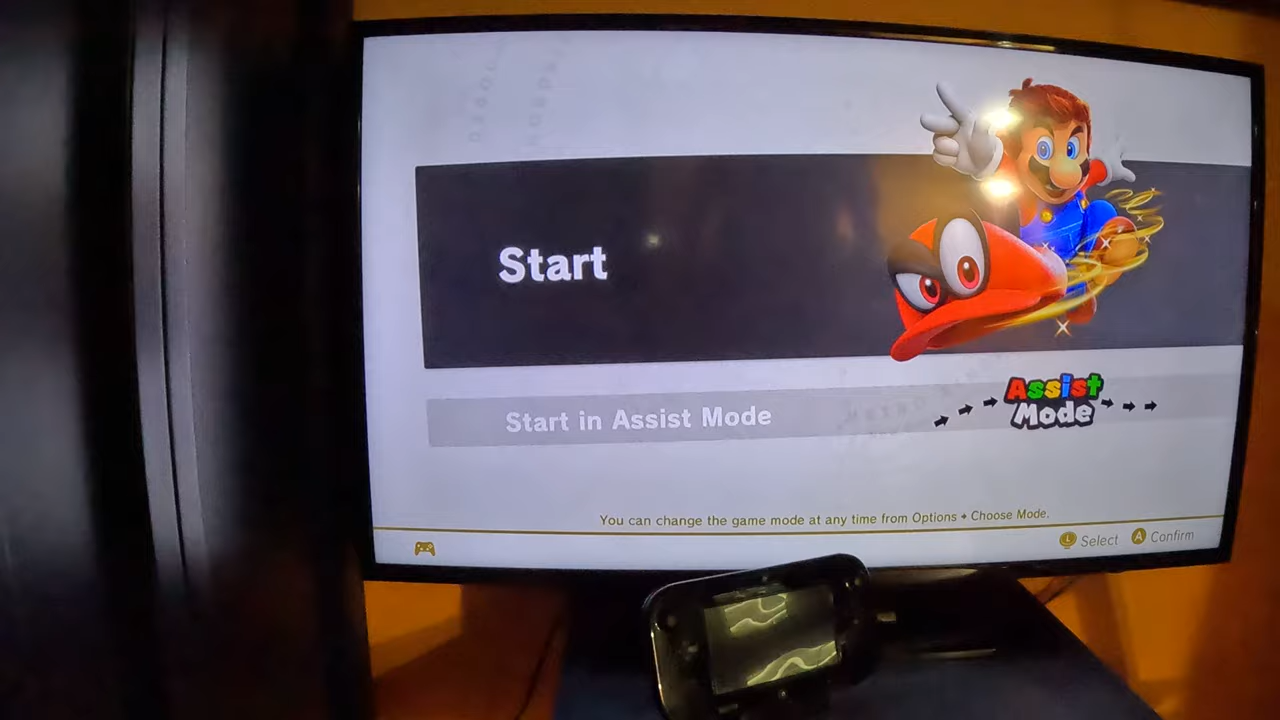 Start
Start in Assist Mode
Assist
Mode
You can change the game mode at any time from Options ✦ Choose Mode.
L Select A Confirm